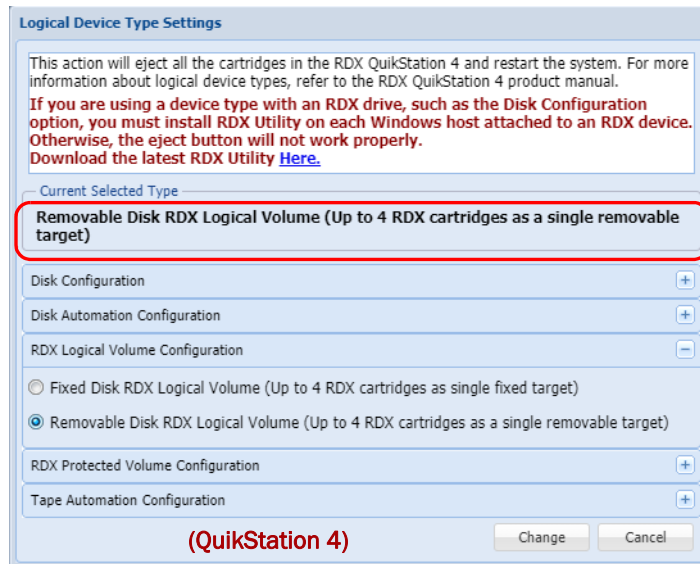 Logical Device Type Settings
This action will eject all the cartridges in the RDX QuikStation 4 and restart the system. For more
information about logical device types, refer to the RDX QuikStation 4 product manual.
If you are using a device type with an RDX drive, such as the Disk Configuration
option, you must install RDX Utility on each Windows host attached to an RDX device.
Otherwise, the eject button will not work properly.
Download the latest RDX Utility Here.
Current Selected Type
Removable Disk RDX Logical Volume (Up to 4 RDX cartridges as a single removable
target)
Disk Configuration
Disk Automation Configuration
RDX Logical Volume Configuration
Fixed Disk RDX Logical Volume (Up to 4 RDX cartridges as single fixed target)
Removable Disk RDX Logical Volume (Up to 4 RDX cartridges as a single removable target)
RDX Protected Volume Configuration
Tape Automation Configuration
(QuikStation 4)
Change Cancel